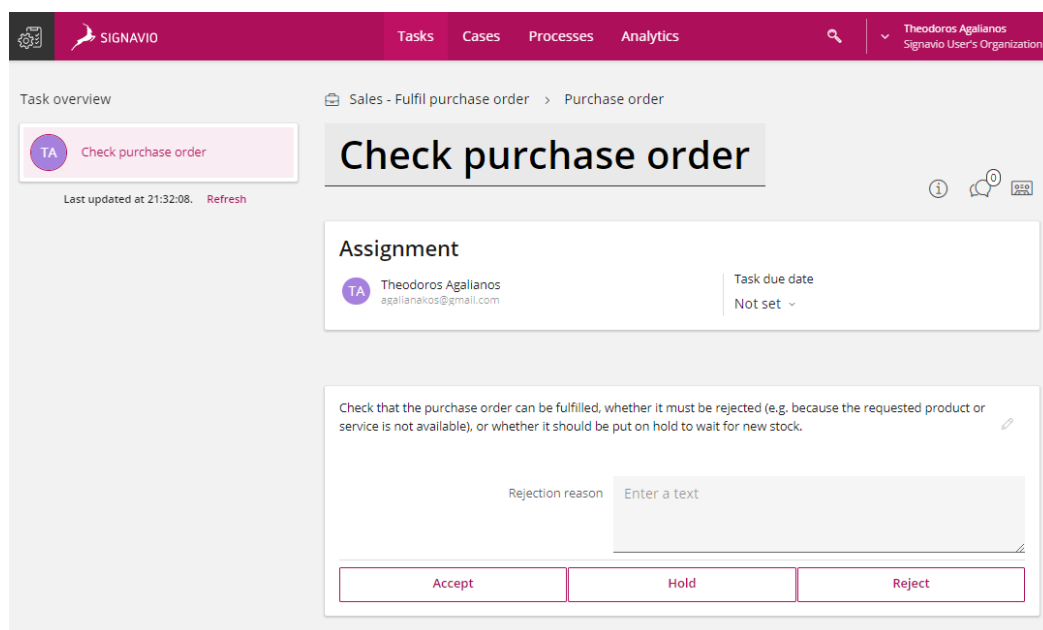 SIGNAVIO
Tasks Cases Processes Analytics
Theodoros Agalianos
Signavio User's Organization
Task overview
TA Check purchase order
Last updated at 21:32:08. Refresh
Sales - Fulfil purchase order > Purchase order
Check purchase order
0
Assignment
TA Theodoros Agalianos
agalianakos@gmail.com
Task due date
Not set
Check that the purchase order can be fulfilled, whether it must be rejected (e.g. because the requested product or
service is not available), or whether it should be put on hold to wait for new stock.
Rejection reason Enter a text
Accept Hold Reject